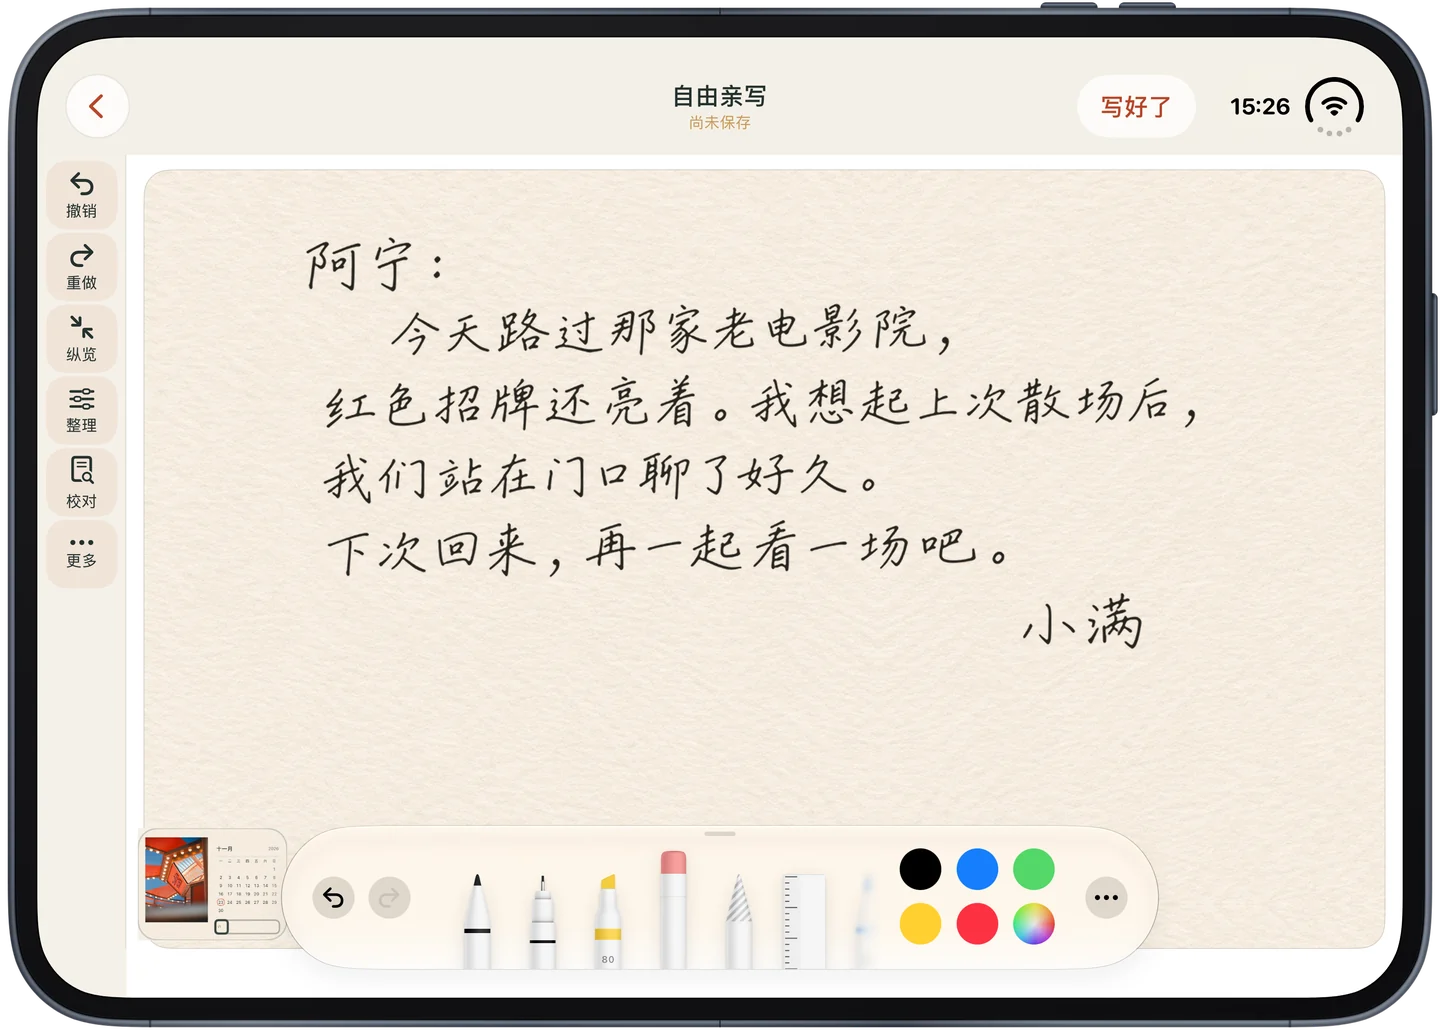 自由亲写
尚未保存
写好了
15:26
撤销
重做
纵览
整理
校对
更多
阿宁：
今天路过那家老电影院，
红色招牌还亮着。我想起上次散场后，
我们站在门口聊了好久。
下次回来，再一起看一场吧。
小满
十一月
80